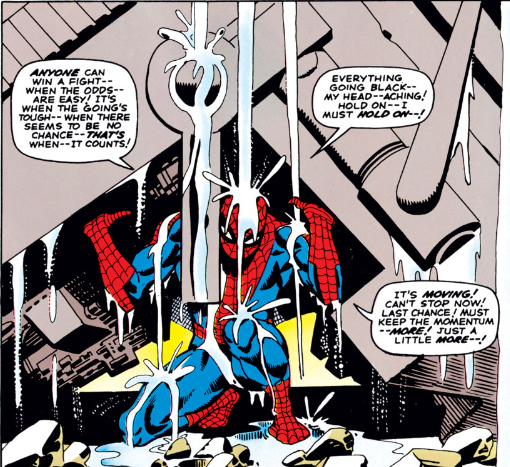 ANYONE CAN
WIN A FIGHT--
WHEN THE ODDS--
ARE EASY! IT'S
WHEN THE GOING'S
TOUGH--WHEN THERE
SEEMS TO BE NO
CHANCE--THAT'S
WHEN--IT COUNTS!
EVERYTHING
GOING BLACK--
MY HEAD--ACHING!
HOLD ON--I
MUST HOLD ON--!
IT'S MOVING!
CAN'T STOP NOW!
LAST CHANCE! MUST
KEEP THE MOMENTUM
--MORE! JUST A
LITTLE MORE--!